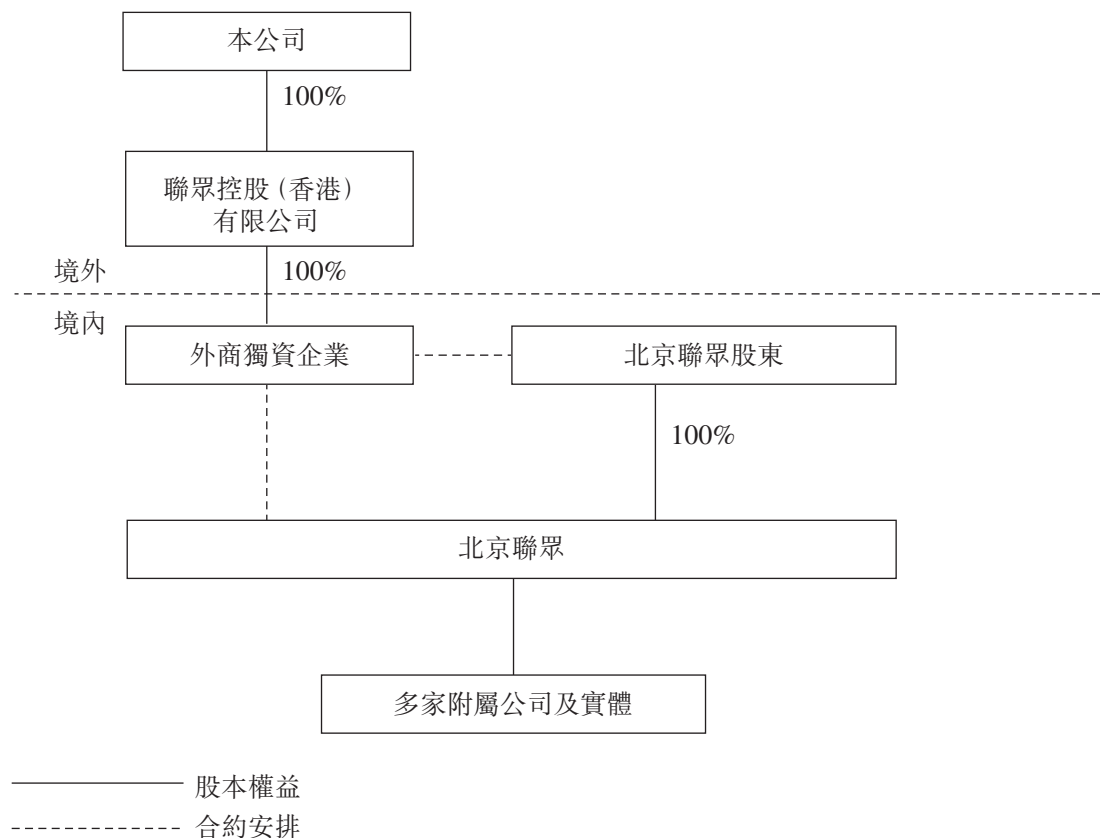 本公司
100%
聯眾控股(香港)
有限公司
境外
100%
境內
外商獨資企業
北京聯眾股東
100%
北京聯眾
多家附屬公司及實體
股本權益
合約安排